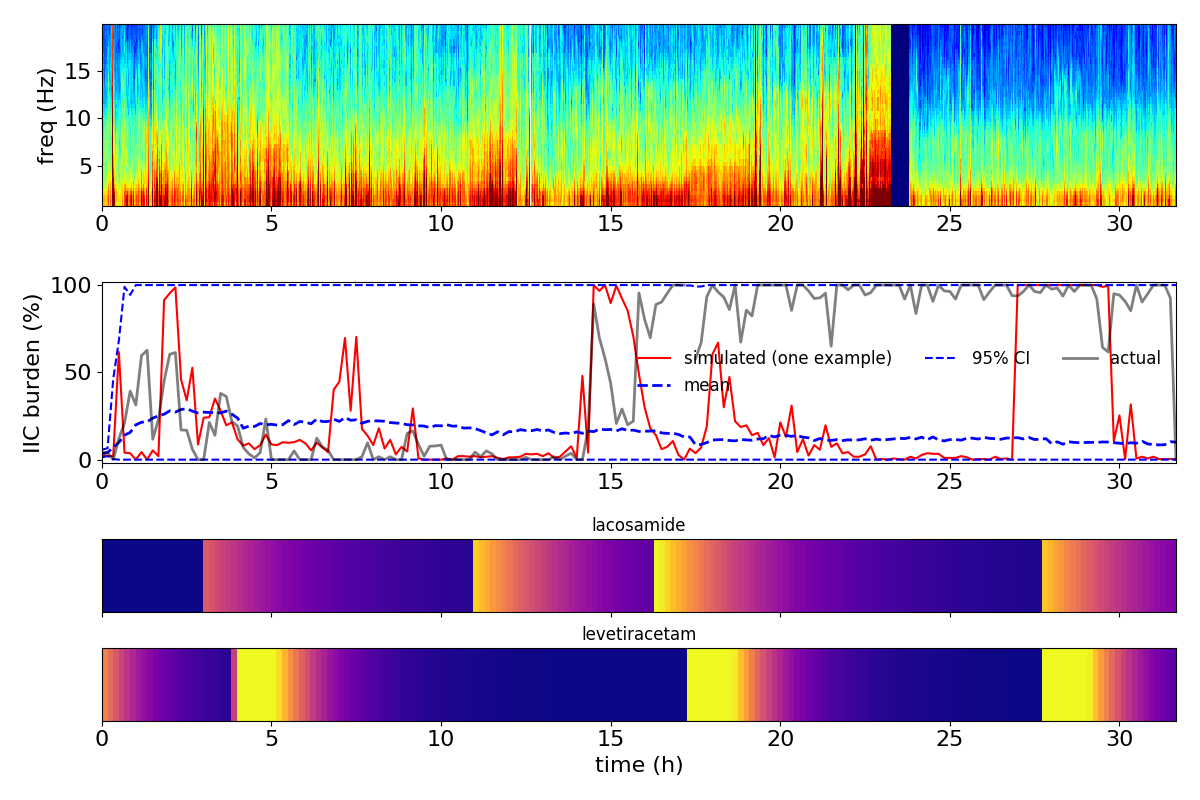 freq (Hz)
15
10
5
0 5 10 15 20 25 30
IIC burden (%)
100
50
0
simulated (one example) 95% CI actual
mean
0 5 10 15 20 25 30
lacosamide
levetiracetam
0 5 10 15 20 25 30
time (h)